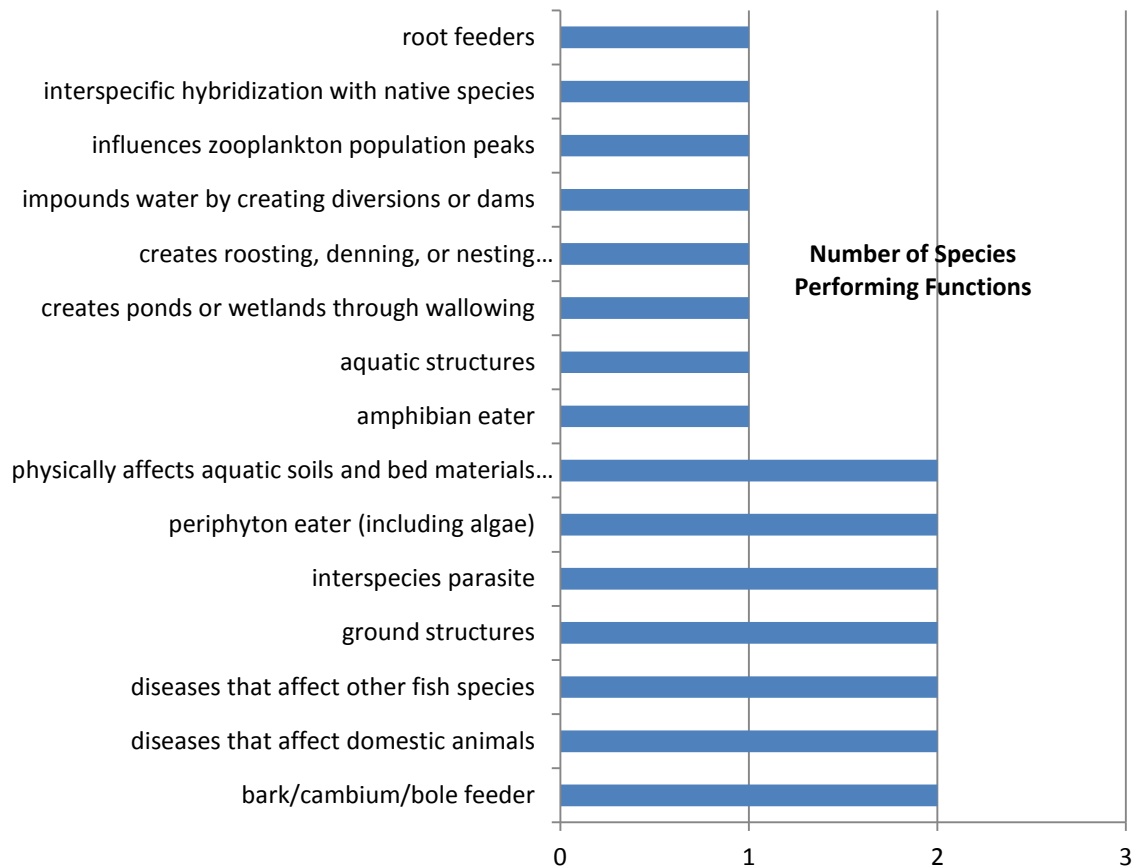 root feeders
interspecific hybridization with native species
influences zooplankton population peaks
impounds water by creating diversions or dams
creates roosting, denning, or nesting…
creates ponds or wetlands through wallowing
aquatic structures
amphibian eater
physically affects aquatic soils and bed materials…
periphyton eater (including algae)
interspecies parasite
ground structures
diseases that affect other fish species
diseases that affect domestic animals
bark/cambium/bole feeder
Number of Species
Performing Functions
0 1 2 3